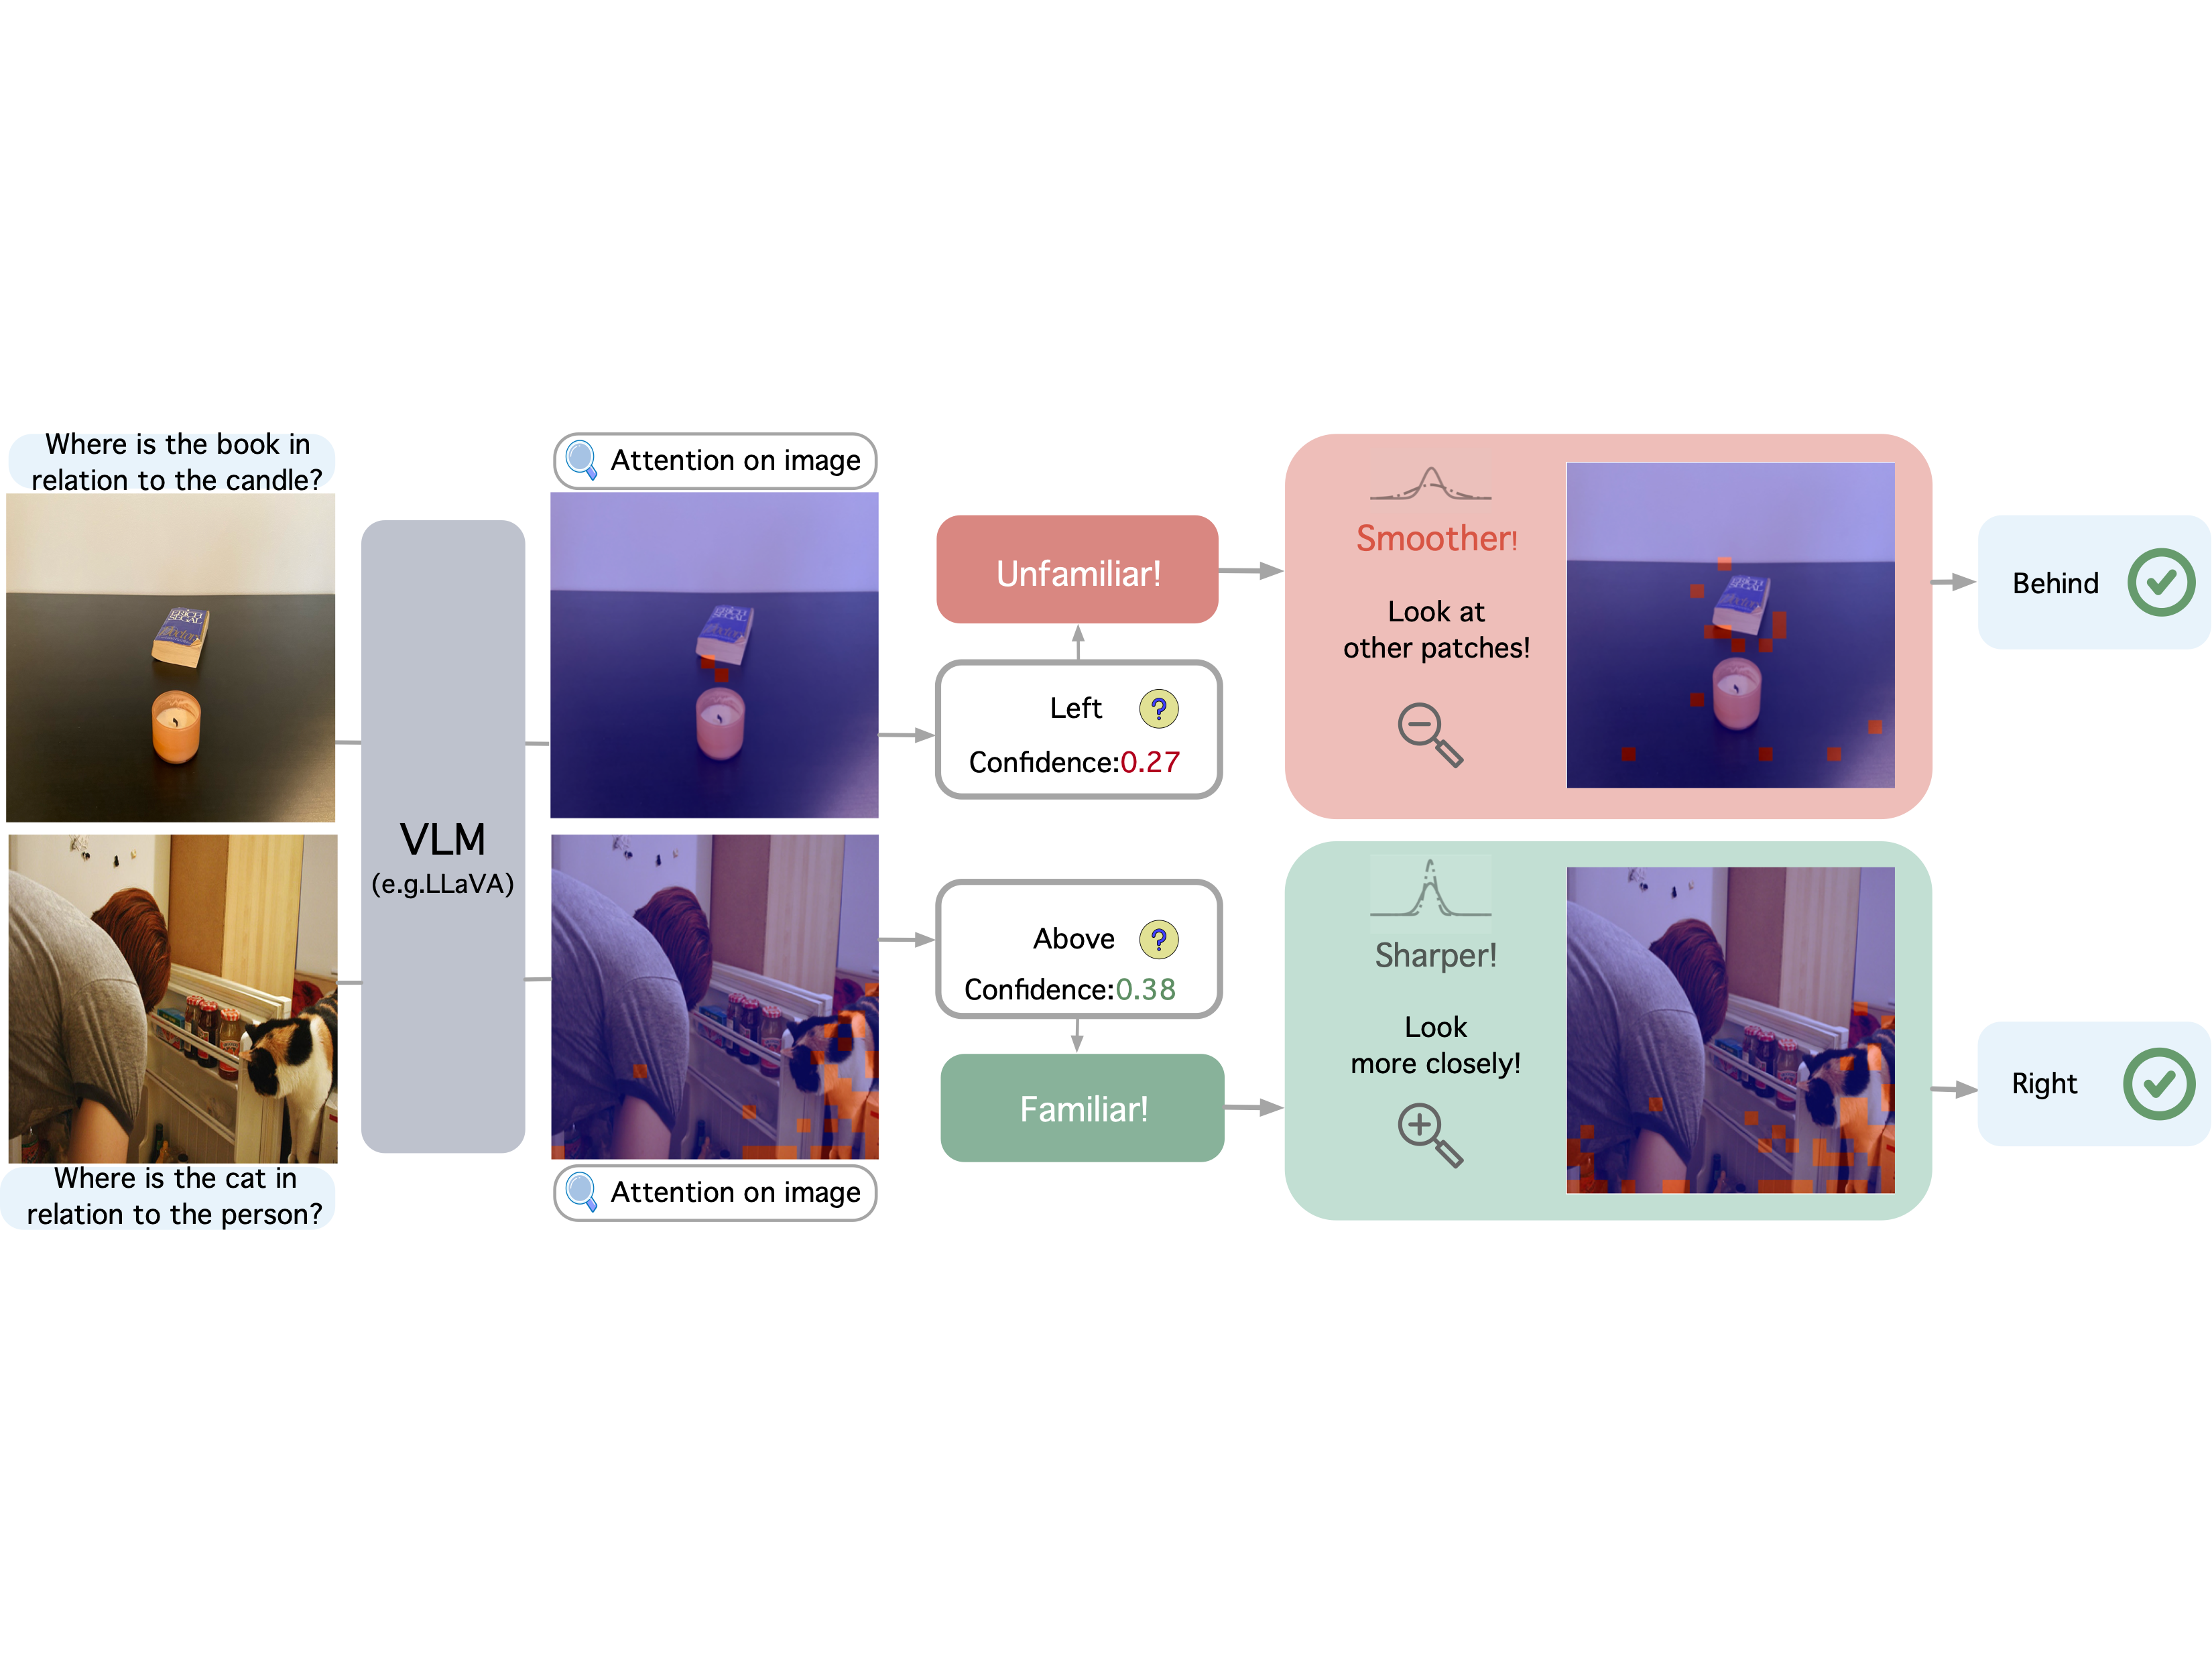 Where is the book in
relation to the candle?
ERICH
SEGAL
VLM
(e.g.LLaVA)
Where is the cat in
relation to the person?
Attention on image
Attention on image
Unfamiliar!
Left ?
Confidence:0.27
Above ?
Confidence:0.38
Familiar!
Smoother!
Look at
other patches!
Sharper!
Look
more closely!
Behind
Right